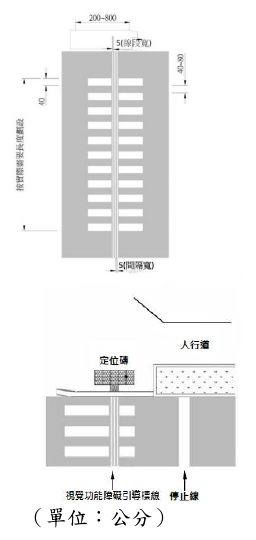 200~800
5(線段寬)
40~80
40
按實際需要長度劃設
5(間隔寬)
人行道
定位磚
視覺功能障礙引導標線
停止線
(單位：公分)